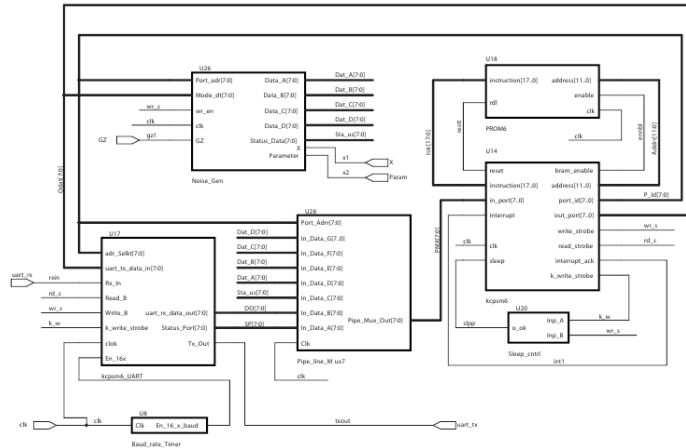 U26
Port_adr[7:0]
Mode_dt[7:0]
wr_en
clk
GZ
Data_A[7:0]
Data_B[7:0]
Data_C[7:0]
Data_D[7:0]
Status_Data[7:0]
X
Parameter
Noise_Gen
wr_s
clk
gz1
GZ
Dat_A[7:0]
Dat_B[7:0]
Dat_C[7:0]
Dat_D[7:0]
Sta_us[7:0]
x1
X
x2
Param
U18
instruction[17..0]
address[11..0]
enable
rdl
clk
PROM6
clk
U14
reset
bram_enable
instruction[17:0]
address[11:0]
in_port[7..0]
port_id[7:0]
interrupt
out_port[7:0]
write_strobe
clk
read_strobe
sleep
interrupt_ack
k_write_strobe
kcpsm6
clk
P_Id[7:0]
wr_s
rd_s
Addr[11:0]
PMX[7:0]
U20
Inp_A
o_ok
Inp_B
Sleep_cntrl
slpp
k_w
wr_s
int1
U17
adr_Selkt[7:0]
uart_tx_data_in[7:0]
Rx_In
Read_B
Write_B
k_write_strobe
clok
En_16x
uart_rx_data_out[7:0]
Status_Port[7:0]
Tx_Out
kcpsm6_UART
uart_rx
rxin
rd_s
wr_s
k_w
DO[7:0]
SP[7:0]
U28
Port_Adrr[7:0]
In_Data_G[7..0]
In_Data_F[7:0]
In_Data_E[7:0]
In_Data_D[7:0]
In_Data_C[7:0]
In_Data_B[7:0]
In_Data_A[7:0]
Clk
Pipe_Mux_Out[7:0]
Pipe_line_M ux7
Dat_D[7:0]
Dat_C[7:0]
Dat_B[7:0]
Dat_A[7:0]
Sta_us[7:0]
clk
U8
Clk
En_16_x_baud
Baud_rate_Timer
clk
clk
txout
uart_tx